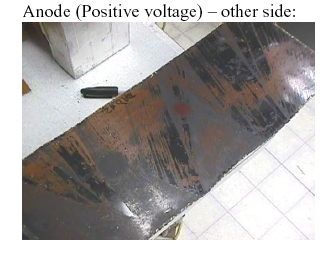 Anode (Positive voltage) – other side: